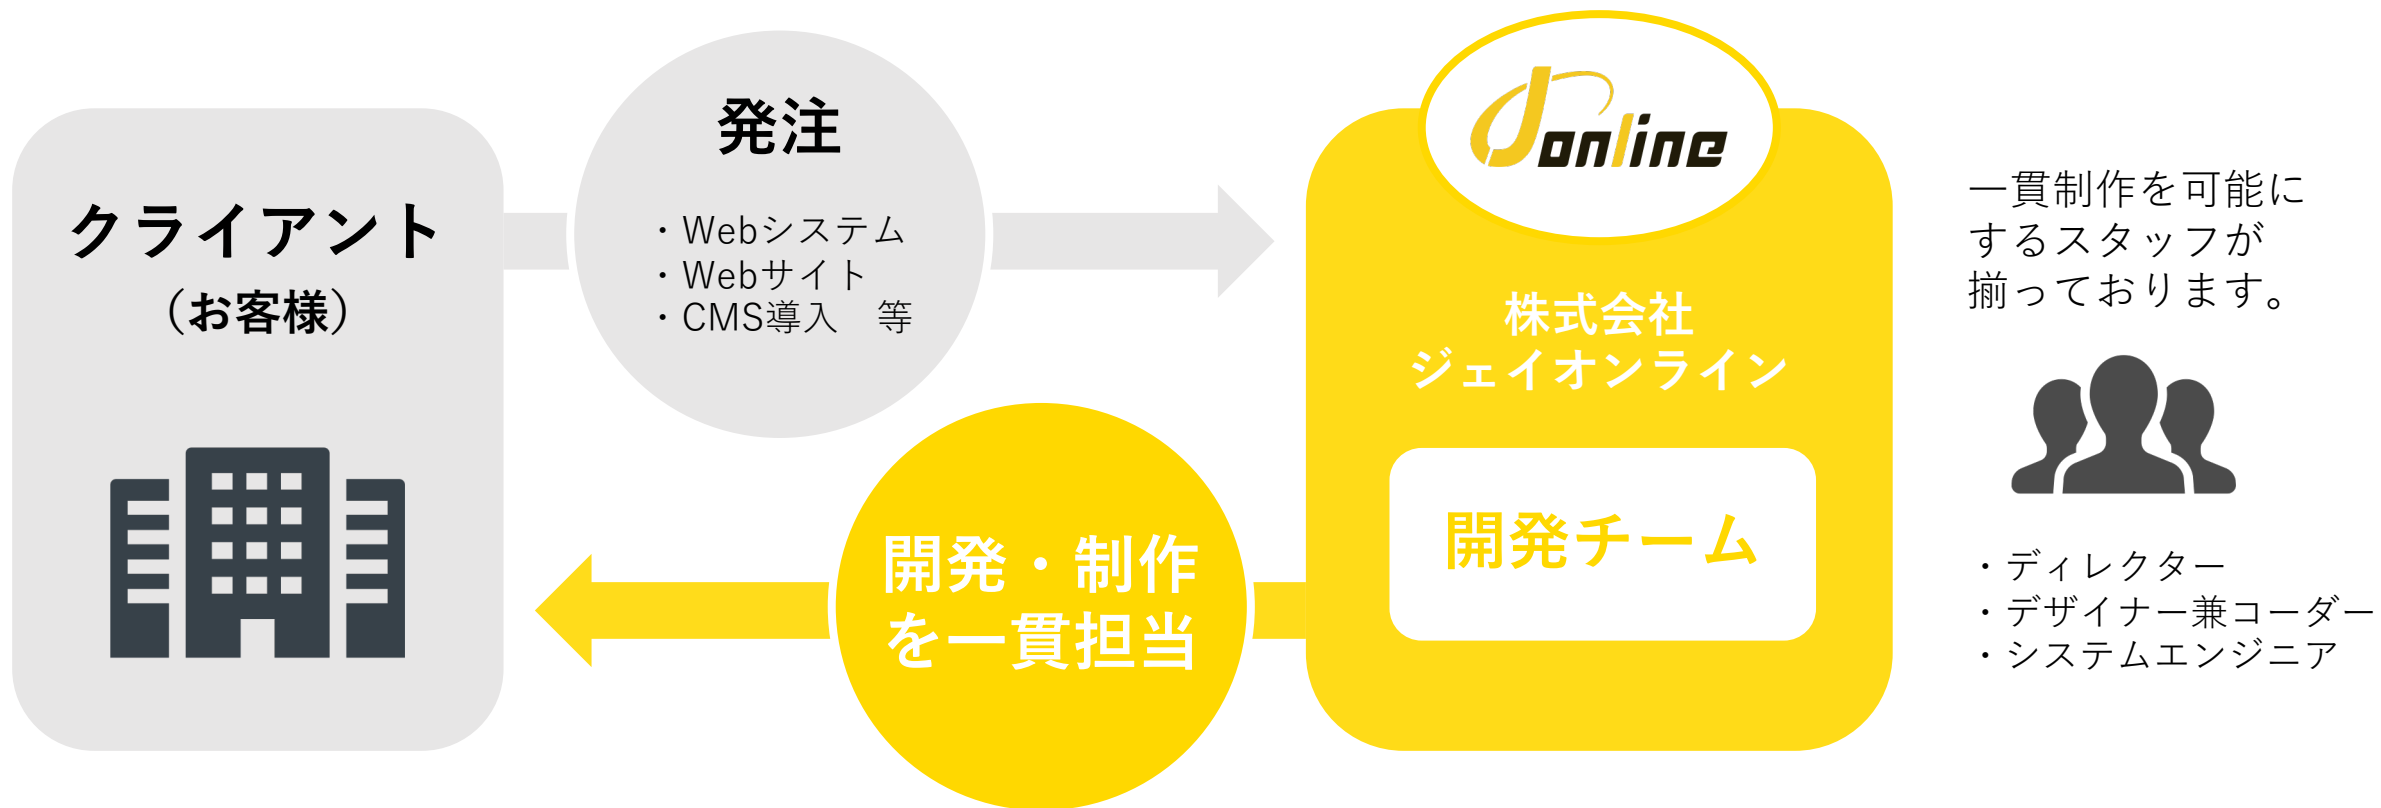 クライアント
（お客様）
発注
・Webシステム
・Webサイト
・CMS導入　等
Jonline
株式会社
ジェイオンライン
開発チーム
開発・制作
を一貫担当
一貫制作を可能に
するスタッフが
揃っております。
・ディレクター
・デザイナー兼コーダー
・システムエンジニア